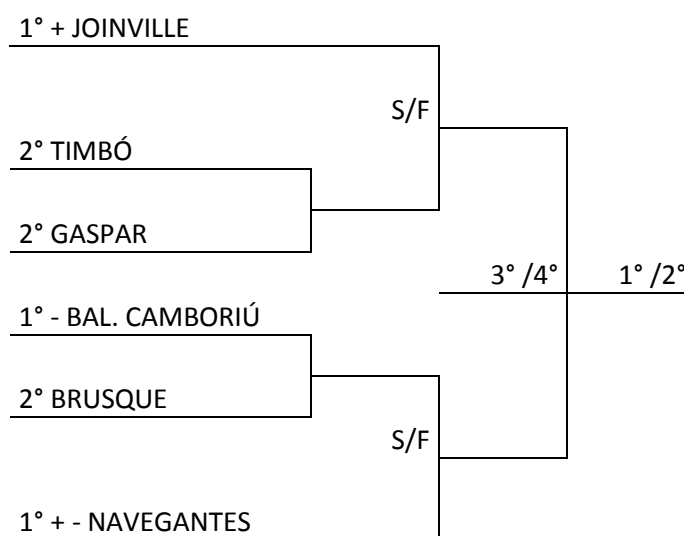 1° + JOINVILLE
S/F
2° TIMBÓ
2° GASPAR
3° /4°
1° /2°
1° - BAL. CAMBORIÚ
2° BRUSQUE
S/F
1° + - NAVEGANTES